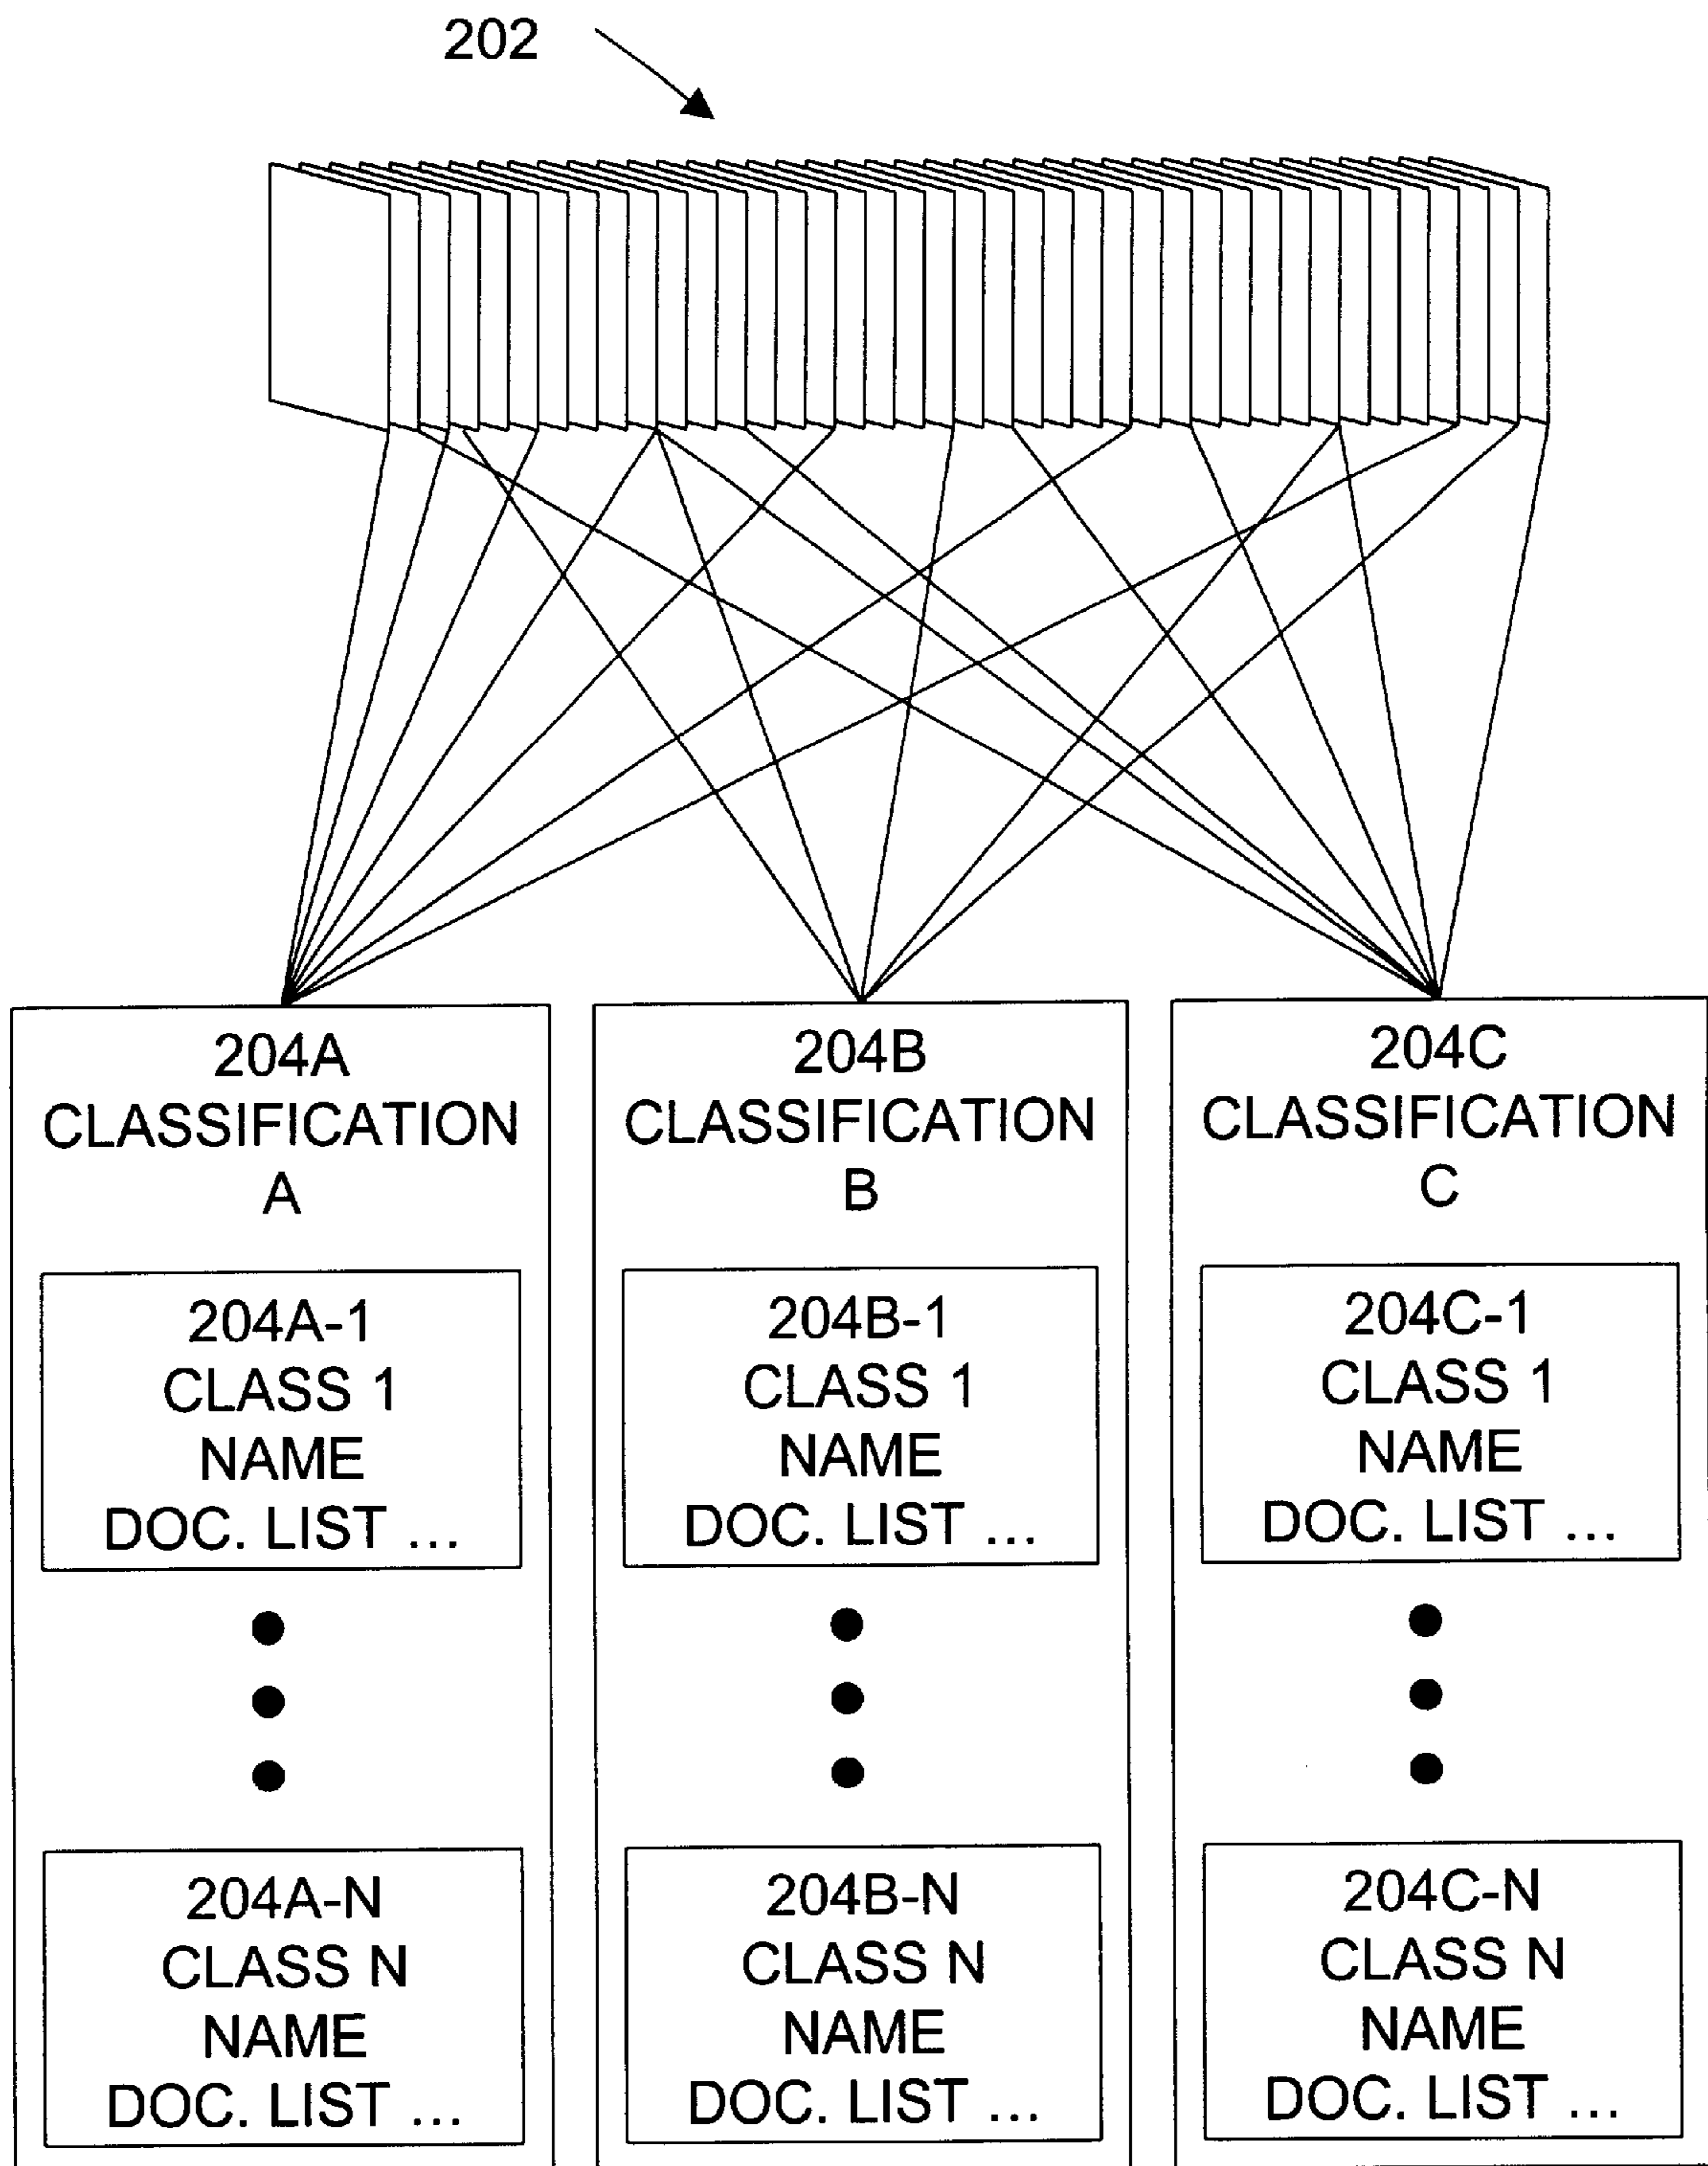 202
204A
CLASSIFICATION
A
204A-1
CLASS 1
NAME
DOC. LIST ...
204A-N
CLASS N
NAME
DOC. LIST ...
204B
CLASSIFICATION
B
204B-1
CLASS 1
NAME
DOC. LIST ...
204B-N
CLASS N
NAME
DOC. LIST ...
204C
CLASSIFICATION
C
204C-1
CLASS 1
NAME
DOC. LIST ...
204C-N
CLASS N
NAME
DOC. LIST ...